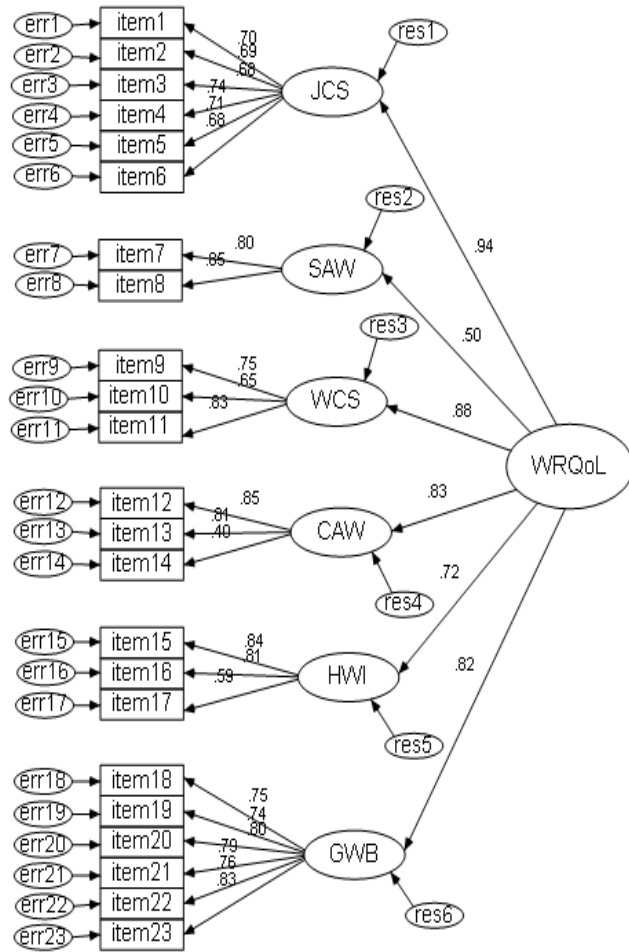 err1 item1
err2 item2
err3 item3
err4 item4
err5 item5
err6 item6
.70
.69
.68
.74
.71
.68
JCS
res1
.94
err7 item7
err8 item8
.80
.85
SAW
res2
.50
err9 item9
err10 item10
err11 item11
.75
.65
.83
WCS
res3
.88
WRQoL
err12 item12
err13 item13
err14 item14
.85
.81
.40
CAW
res4
.83
err15 item15
err16 item16
err17 item17
.84
.81
.59
HWI
res5
.72
err18 item18
err19 item19
err20 item20
err21 item21
err22 item22
err23 item23
.75
.74
.80
.79
.76
.83
GWB
res6
.82